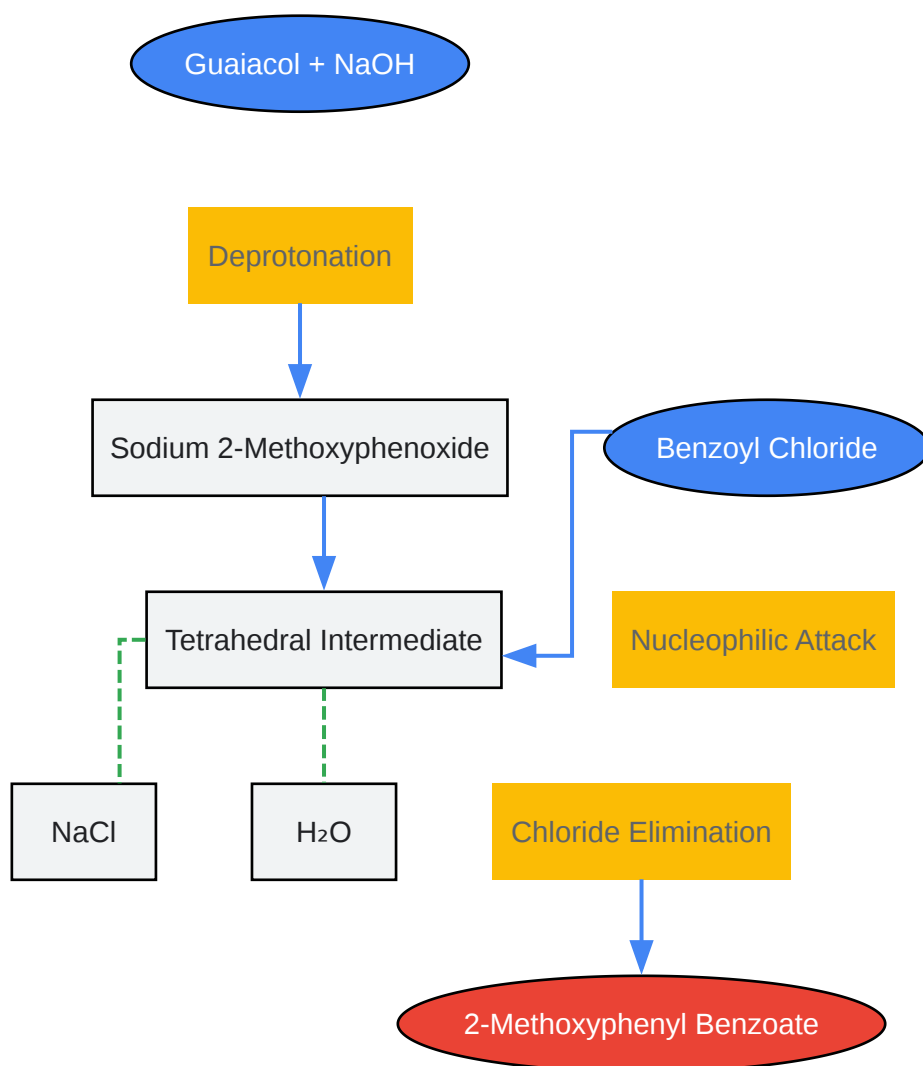 Guaiacol + NaOH
Deprotonation
Sodium 2-Methoxyphenoxide
Benzoyl Chloride
Tetrahedral Intermediate
Nucleophilic Attack
NaCl
H₂O
Chloride Elimination
2-Methoxyphenyl Benzoate